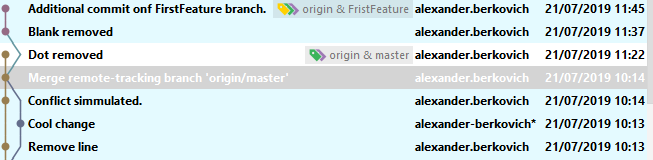 Additional commit onf FirstFeature branch. origin & FristFeature alexander.berkovich 21/07/2019 11:45
Blank removed alexander.berkovich 21/07/2019 11:37
Dot removed origin & master alexander.berkovich 21/07/2019 11:22
Merge remote-tracking branch 'origin/master' alexander.berkovich 21/07/2019 10:14
Conflict simmulated. alexander.berkovich 21/07/2019 10:14
Cool change alexander-berkovich* 21/07/2019 10:13
Remove line alexander.berkovich 21/07/2019 10:13